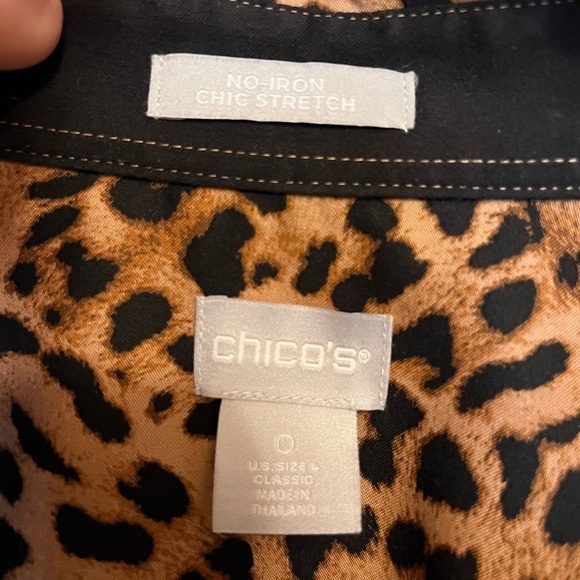 NO-IRON
CHIC STRETCH
chico's®
0
U.S. SIZE 4
CLASSIC
MADE IN
THAILAND